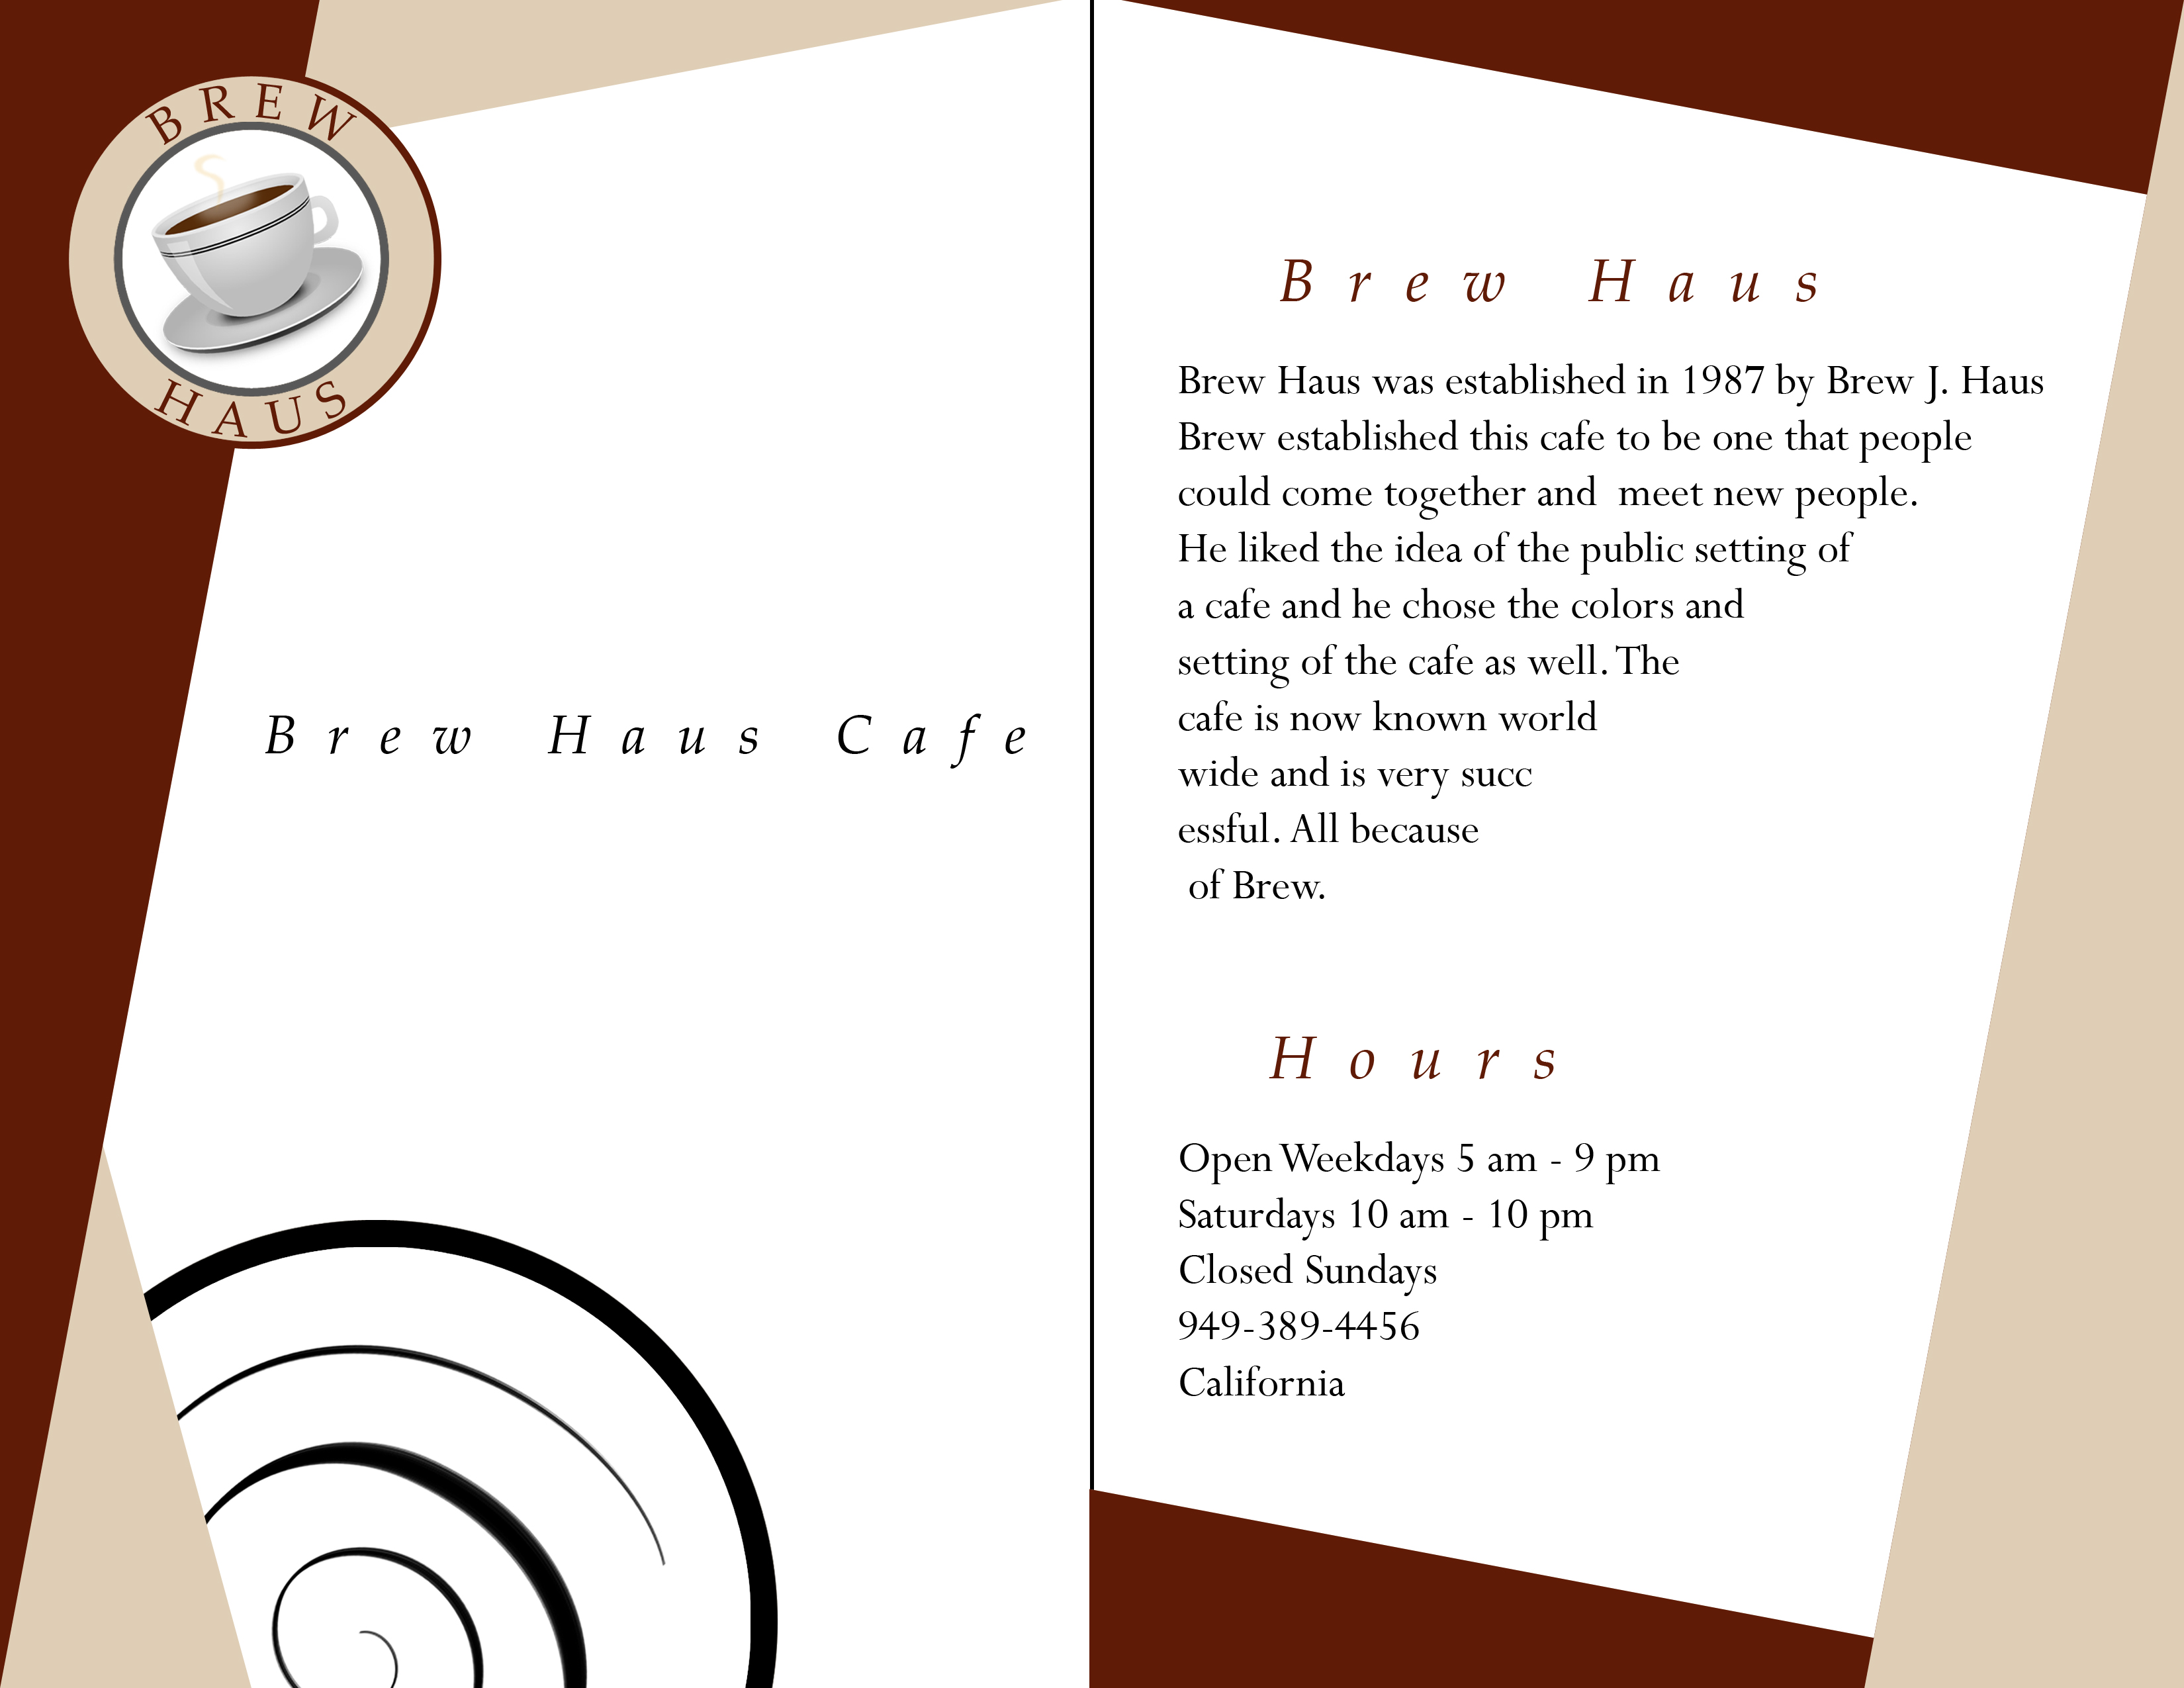 BREW
HAUS
Brew Haus Cafe
Brew Haus
Brew Haus was established in 1987 by Brew J. Haus
Brew established this cafe to be one that people
could come together and  meet new people.
He liked the idea of the public setting of
a cafe and he chose the colors and
setting of the cafe as well. The
cafe is now known world
wide and is very succ
essful. All because
of Brew.
Hours
Open Weekdays 5 am - 9 pm
Saturdays 10 am - 10 pm
Closed Sundays
949-389-4456
California